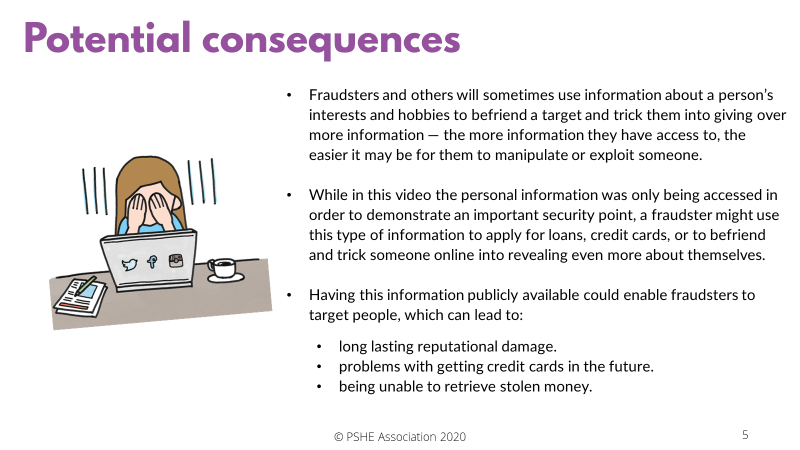 Potential consequences
• Fraudsters and others will sometimes use information about a person's
interests and hobbies to befriend a target and trick them into giving over
more information — the more information they have access to, the
easier it may be for them to manipulate or exploit someone.
• While in this video the personal information was only being accessed in
order to demonstrate an important security point, a fraudster might use
this type of information to apply for loans, credit cards, or to befriend
and trick someone online into revealing even more about themselves.
• Having this information publicly available could enable fraudsters to
target people, which can lead to:
• long lasting reputational damage.
• problems with getting credit cards in the future.
• being unable to retrieve stolen money.
© PSHE Association 2020
5